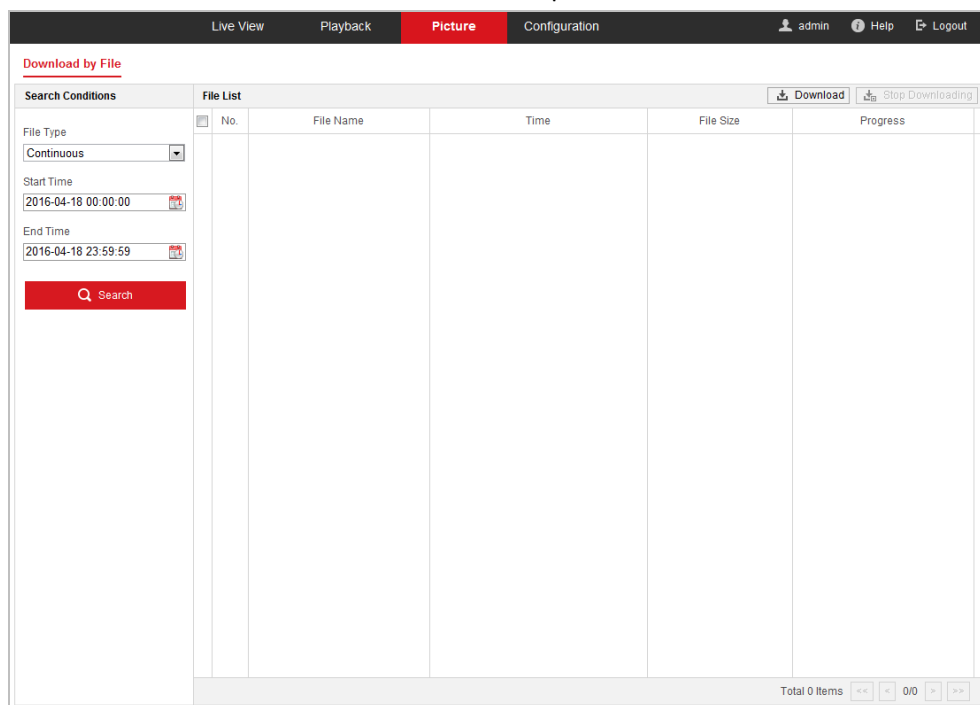 Live View Playback Picture Configuration admin Help Logout
Download by File
Search Conditions
File Type
Continuous
Start Time
2016-04-18 00:00:00
End Time
2016-04-18 23:59:59
Search
File List Download Stop Downloading
No. File Name Time File Size Progress
Total 0 Items << < 0/0 > >>